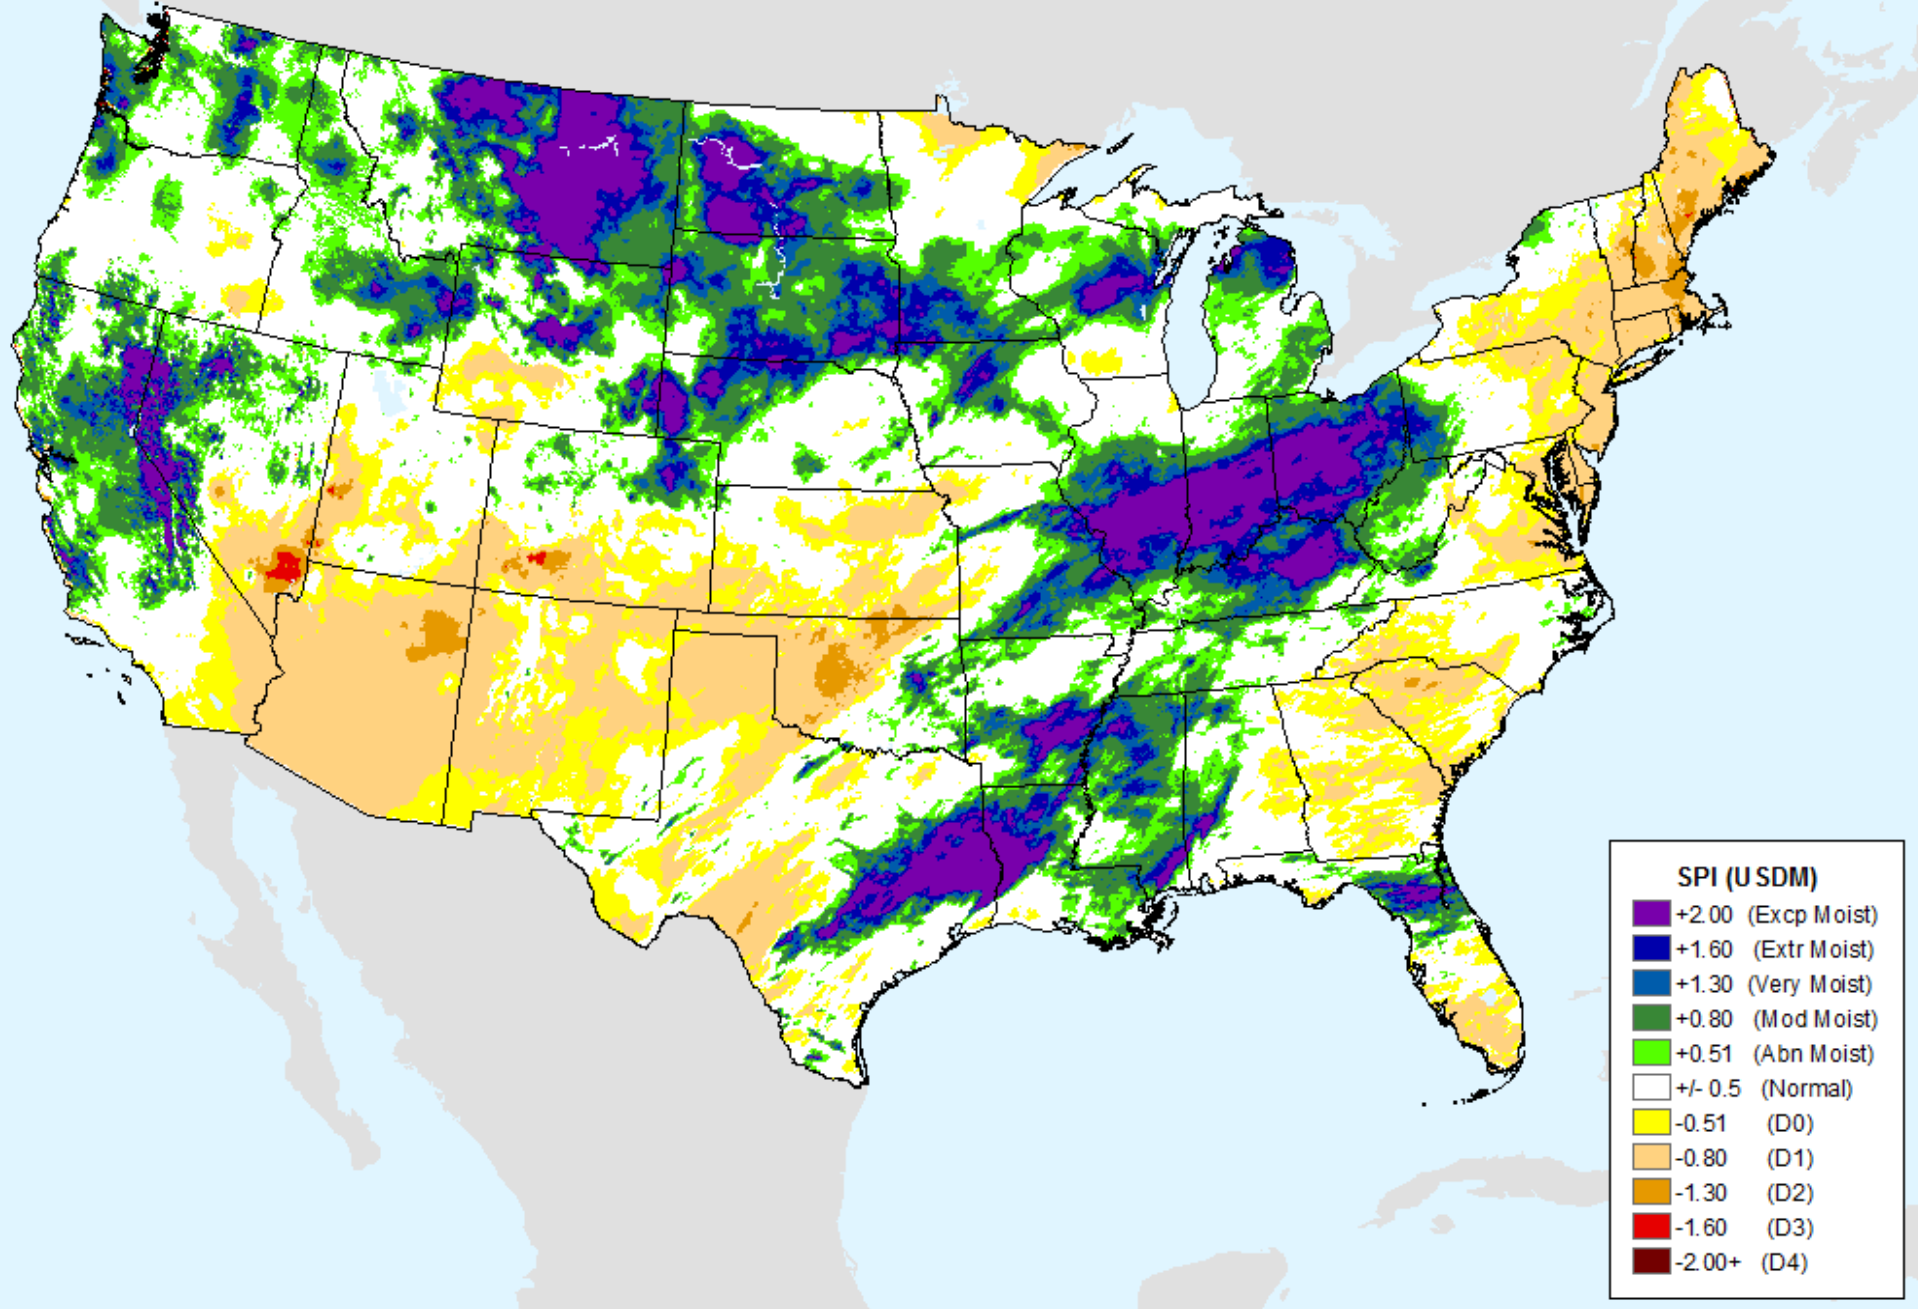 SPI (USDM)
+2.00 (Excp Moist)
+1.60 (Extr Moist)
+1.30 (Very Moist)
+0.80 (Mod Moist)
+0.51 (Abn Moist)
+/- 0.5 (Normal)
-0.51 (D0)
-0.80 (D1)
-1.30 (D2)
-1.60 (D3)
-2.00+ (D4)